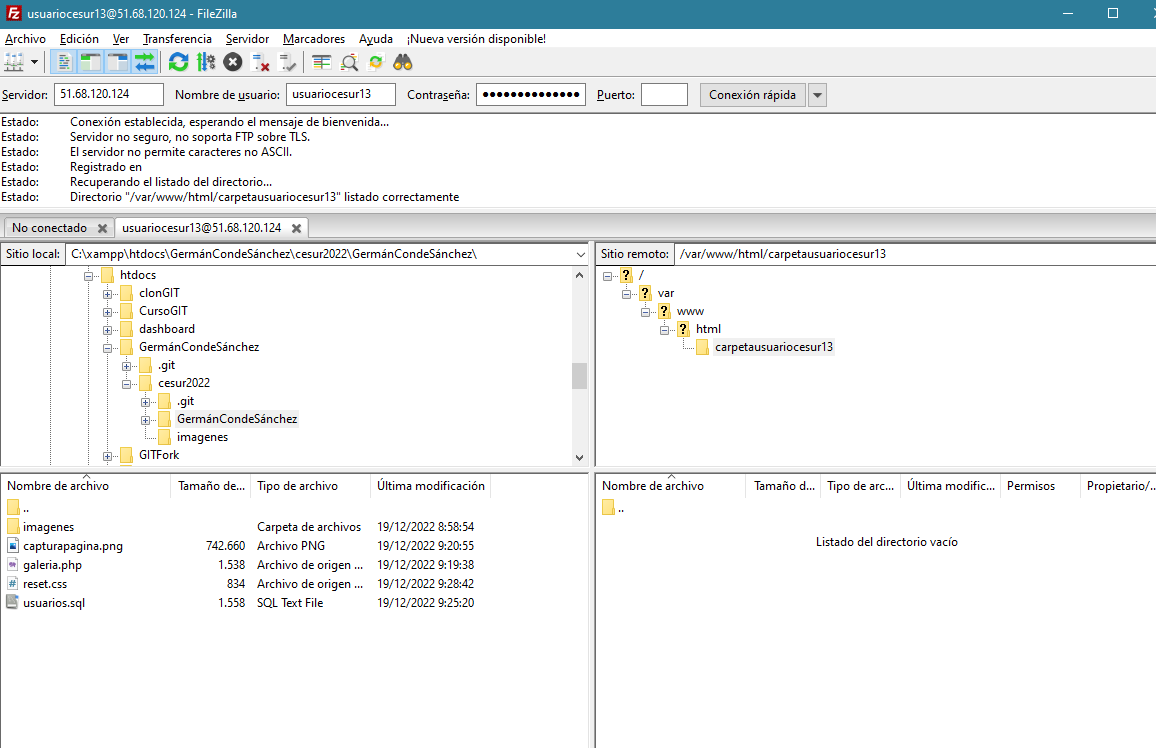 usuariocesur13@51.68.120.124 - FileZilla
Archivo Edición Ver Transferencia Servidor Marcadores Ayuda ¡Nueva versión disponible!
Servidor: 51.68.120.124 Nombre de usuario: usuariocesur13 Contraseña: ●●●●●●●●●●●●●● Puerto: Conexión rápida
Estado: Conexión establecida, esperando el mensaje de bienvenida...
Estado: Servidor no seguro, no soporta FTP sobre TLS.
Estado: El servidor no permite caracteres no ASCII.
Estado: Registrado en
Estado: Recuperando el listado del directorio...
Estado: Directorio "/var/www/html/carpetausuariocesur13" listado correctamente
No conectado usuariocesur13@51.68.120.124
Sitio local: C:\xampp\htdocs\GermánCondeSánchez\cesur2022\GermánCondeSánchez\
htdocs
clonGIT
CursoGIT
dashboard
GermánCondeSánchez
.git
cesur2022
.git
GermánCondeSánchez
imagenes
GITFork
Sitio remoto: /var/www/html/carpetausuariocesur13
/
var
www
html
carpetausuariocesur13
Nombre de archivo Tamaño de... Tipo de archivo Última modificación
..
imagenes Carpeta de archivos 19/12/2022 8:58:54
capturapagina.png 742.660 Archivo PNG 19/12/2022 9:20:55
galeria.php 1.538 Archivo de origen ... 19/12/2022 9:19:38
reset.css 834 Archivo de origen ... 19/12/2022 9:28:42
usuarios.sql 1.558 SQL Text File 19/12/2022 9:25:20
Nombre de archivo Tamaño d... Tipo de arc... Última modific... Permisos Propietario/...
..
Listado del directorio vacío